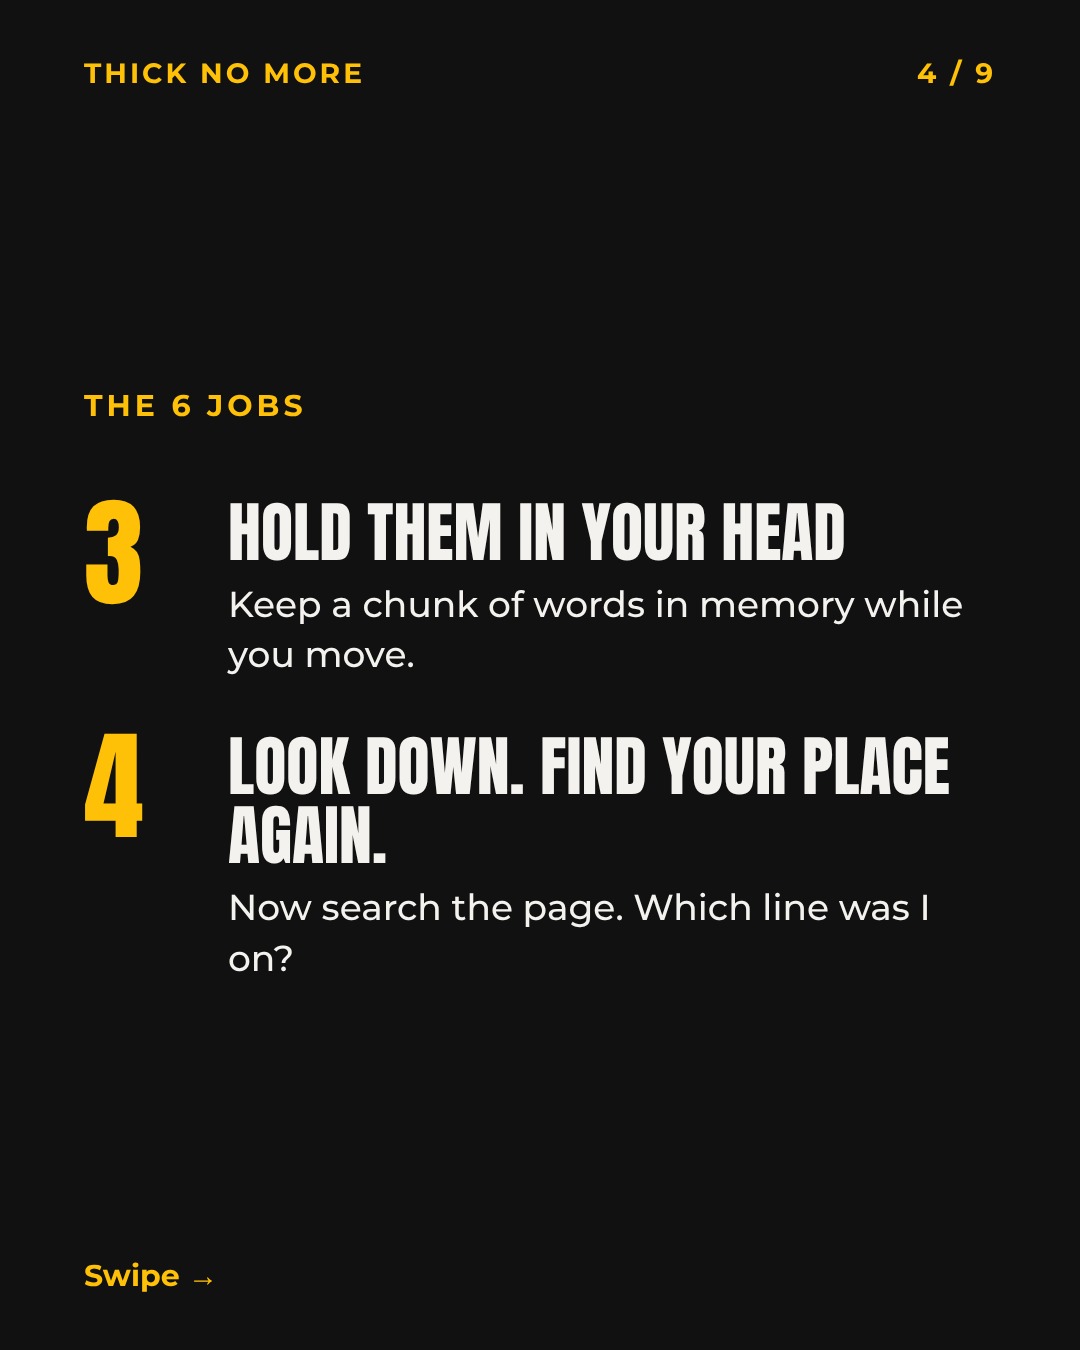 THICK NO MORE
4 / 9
THE 6 JOBS
3
HOLD THEM IN YOUR HEAD
Keep a chunk of words in memory while
you move.
4
LOOK DOWN. FIND YOUR PLACE
AGAIN.
Now search the page. Which line was I
on?
Swipe →